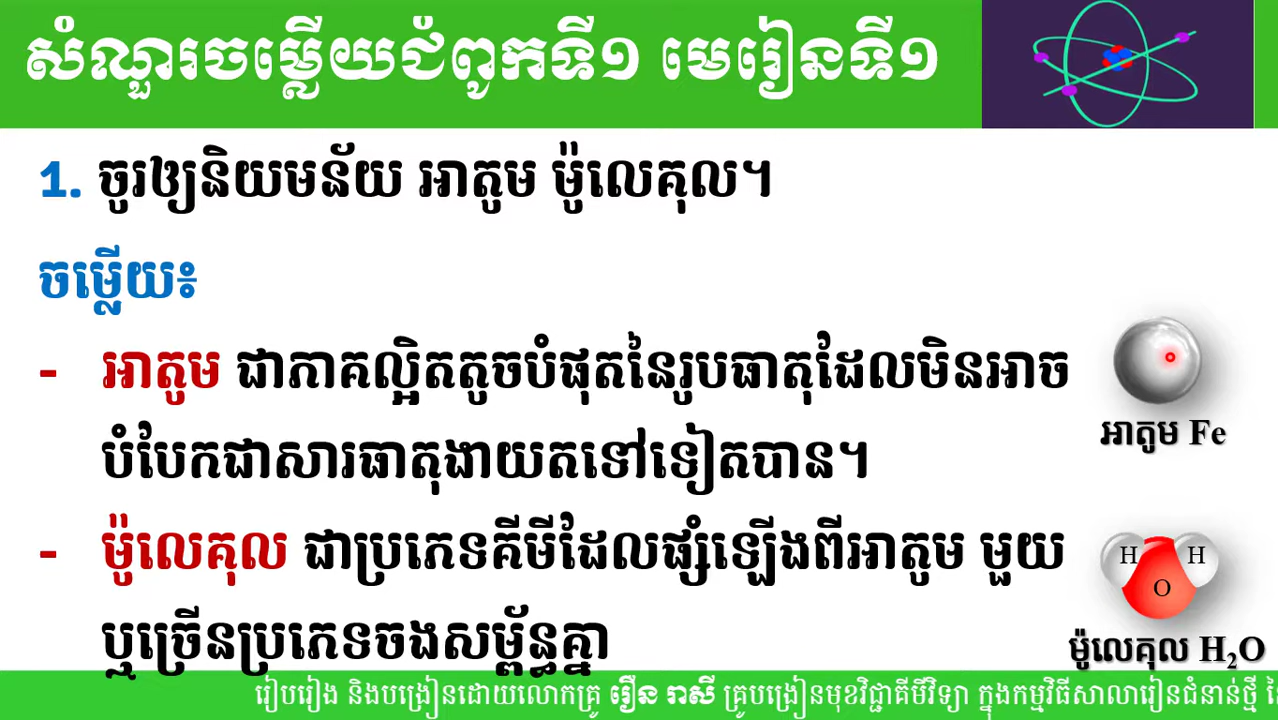 សំណួរចម្លើយជំពូកទី១ មេរៀនទី១
1. ចូរឲ្យនិយមន័យ អាតូម ម៉ូលេគុល។
ចម្លើយ៖
- អាតូម ជាភាគល្អិតតូចបំផុតនៃរូបធាតុដែលមិនអាច
បំបែកជាសារធាតុងាយតទៅទៀតបាន។
អាតូម Fe
- ម៉ូលេគុល ជាប្រភេទគីមីដែលផ្សំឡើងពីអាតូម មួយ
ឬច្រើនប្រភេទចងសម្ព័ន្ធគ្នា
H H
O
ម៉ូលេគុល H₂O
រៀបរៀង និងបង្រៀនដោយលោកគ្រូ រឿន រាសី គ្រូបង្រៀនមុខវិជ្ជាគីមីវិទ្យា ក្នុងកម្មវិធីសាលារៀនជំនាន់ថ្មី នៃ